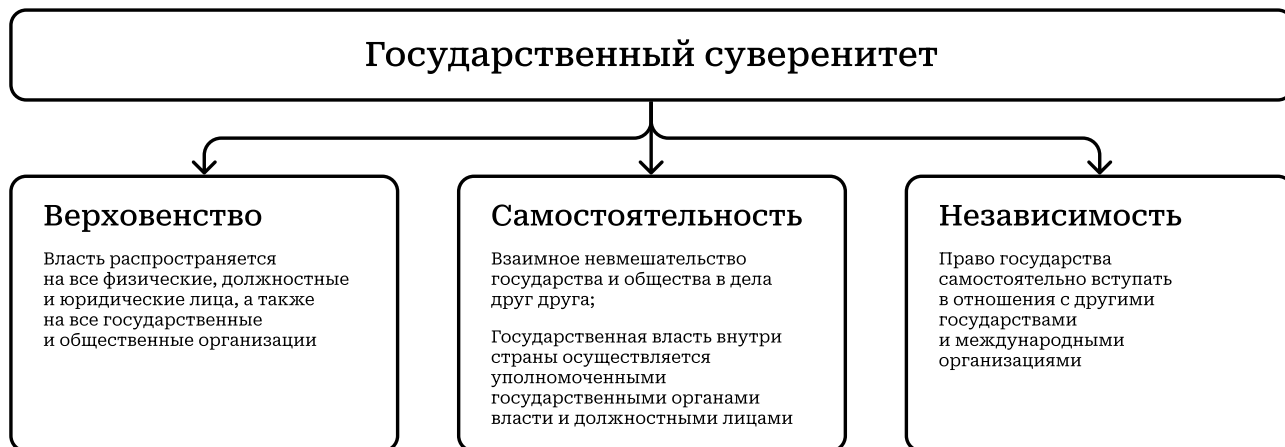 Государственный суверенитет
Верховенство
Власть распространяется
на все физические, должностные
и юридические лица, а также
на все государственные
и общественные организации
Самостоятельность
Взаимное невмешательство
государства и общества в дела
друг друга;
Государственная власть внутри
страны осуществляется
уполномоченными
государственными органами
власти и должностными лицами
Независимость
Право государства
самостоятельно вступать
в отношения с другими
государствами
и международными
организациями